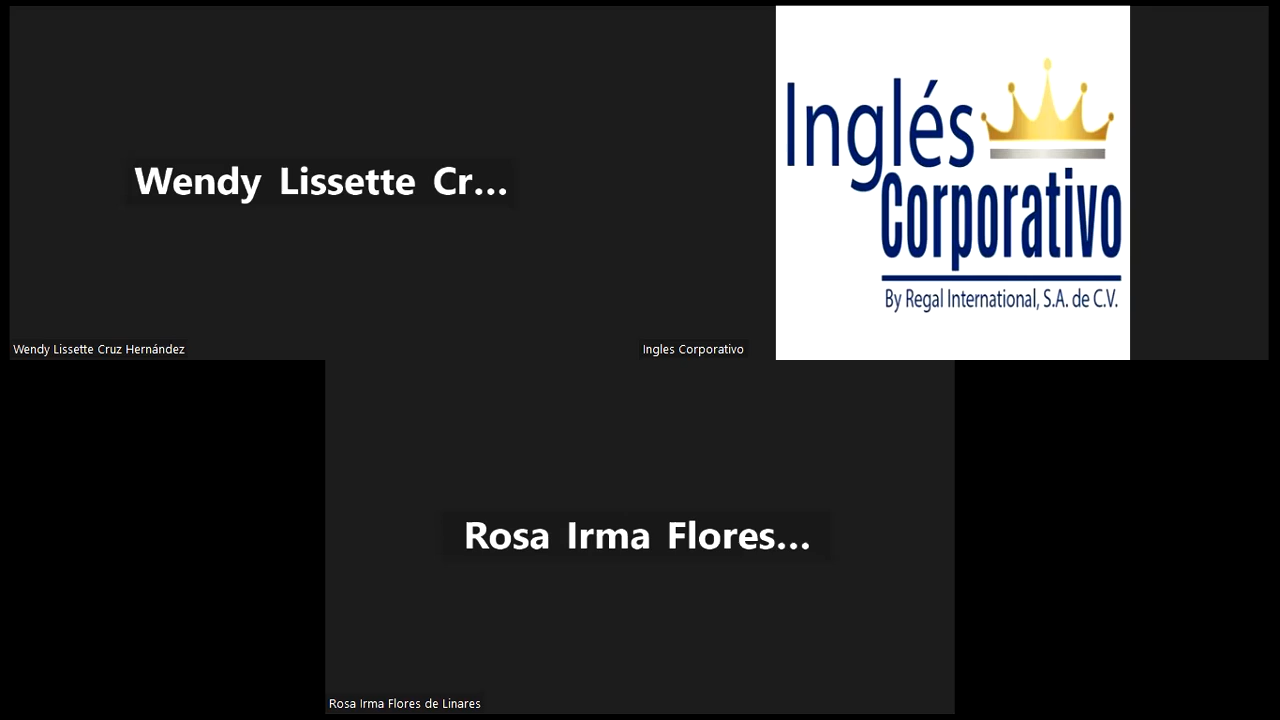 Wendy Lissette Cr...
Wendy Lissette Cruz Hernández
Inglés
Corporativo
By Regal International, S.A. de C.V.
Ingles Corporativo
Rosa Irma Flores...
Rosa Irma Flores de Linares